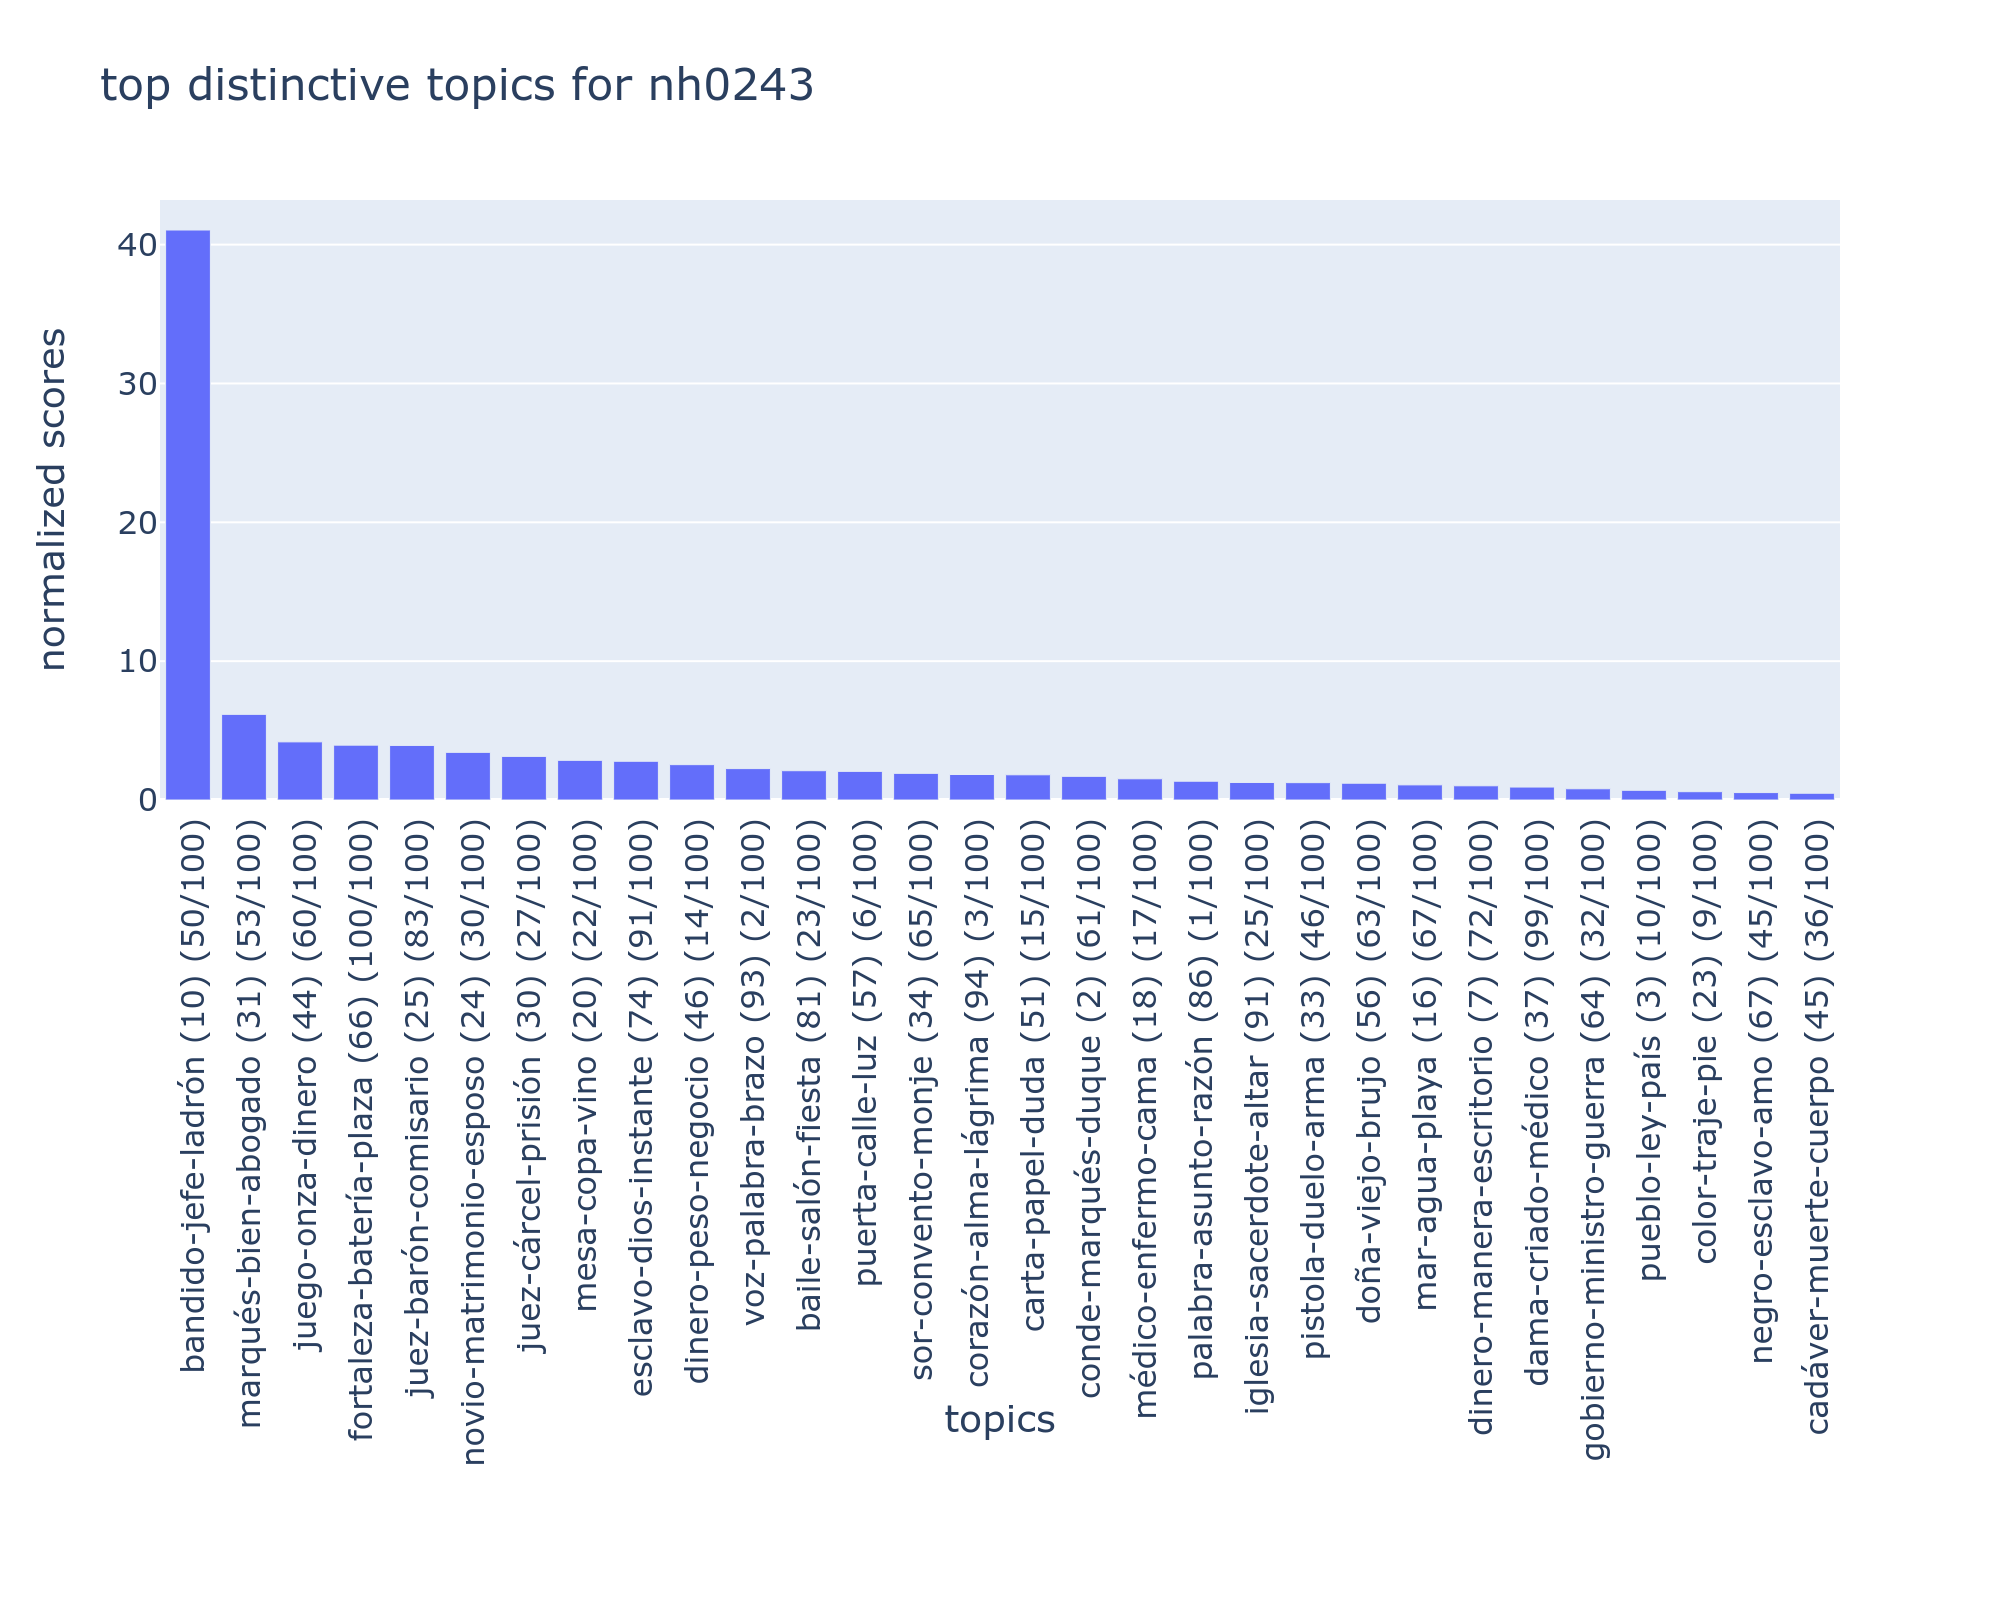 top distinctive topics for nh0243
normalized scores
40
30
20
10
0
bandido-jefe-ladrón (10) (50/100)
marqués-bien-abogado (31) (53/100)
juego-onza-dinero (44) (60/100)
fortaleza-batería-plaza (66) (100/100)
juez-barón-comisario (25) (83/100)
novio-matrimonio-esposo (24) (30/100)
juez-cárcel-prisión (30) (27/100)
mesa-copa-vino (20) (22/100)
esclavo-dios-instante (74) (91/100)
dinero-peso-negocio (46) (14/100)
voz-palabra-brazo (93) (2/100)
baile-salón-fiesta (81) (23/100)
puerta-calle-luz (57) (6/100)
sor-convento-monje (34) (65/100)
corazón-alma-lágrima (94) (3/100)
carta-papel-duda (51) (15/100)
conde-marqués-duque (2) (61/100)
médico-enfermo-cama (18) (17/100)
palabra-asunto-razón (86) (1/100)
iglesia-sacerdote-altar (91) (25/100)
pistola-duelo-arma (33) (46/100)
doña-viejo-brujo (56) (63/100)
mar-agua-playa (16) (67/100)
dinero-manera-escritorio (7) (72/100)
dama-criado-médico (37) (99/100)
gobierno-ministro-guerra (64) (32/100)
pueblo-ley-país (3) (10/100)
color-traje-pie (23) (9/100)
negro-esclavo-amo (67) (45/100)
cadáver-muerte-cuerpo (45) (36/100)
topics